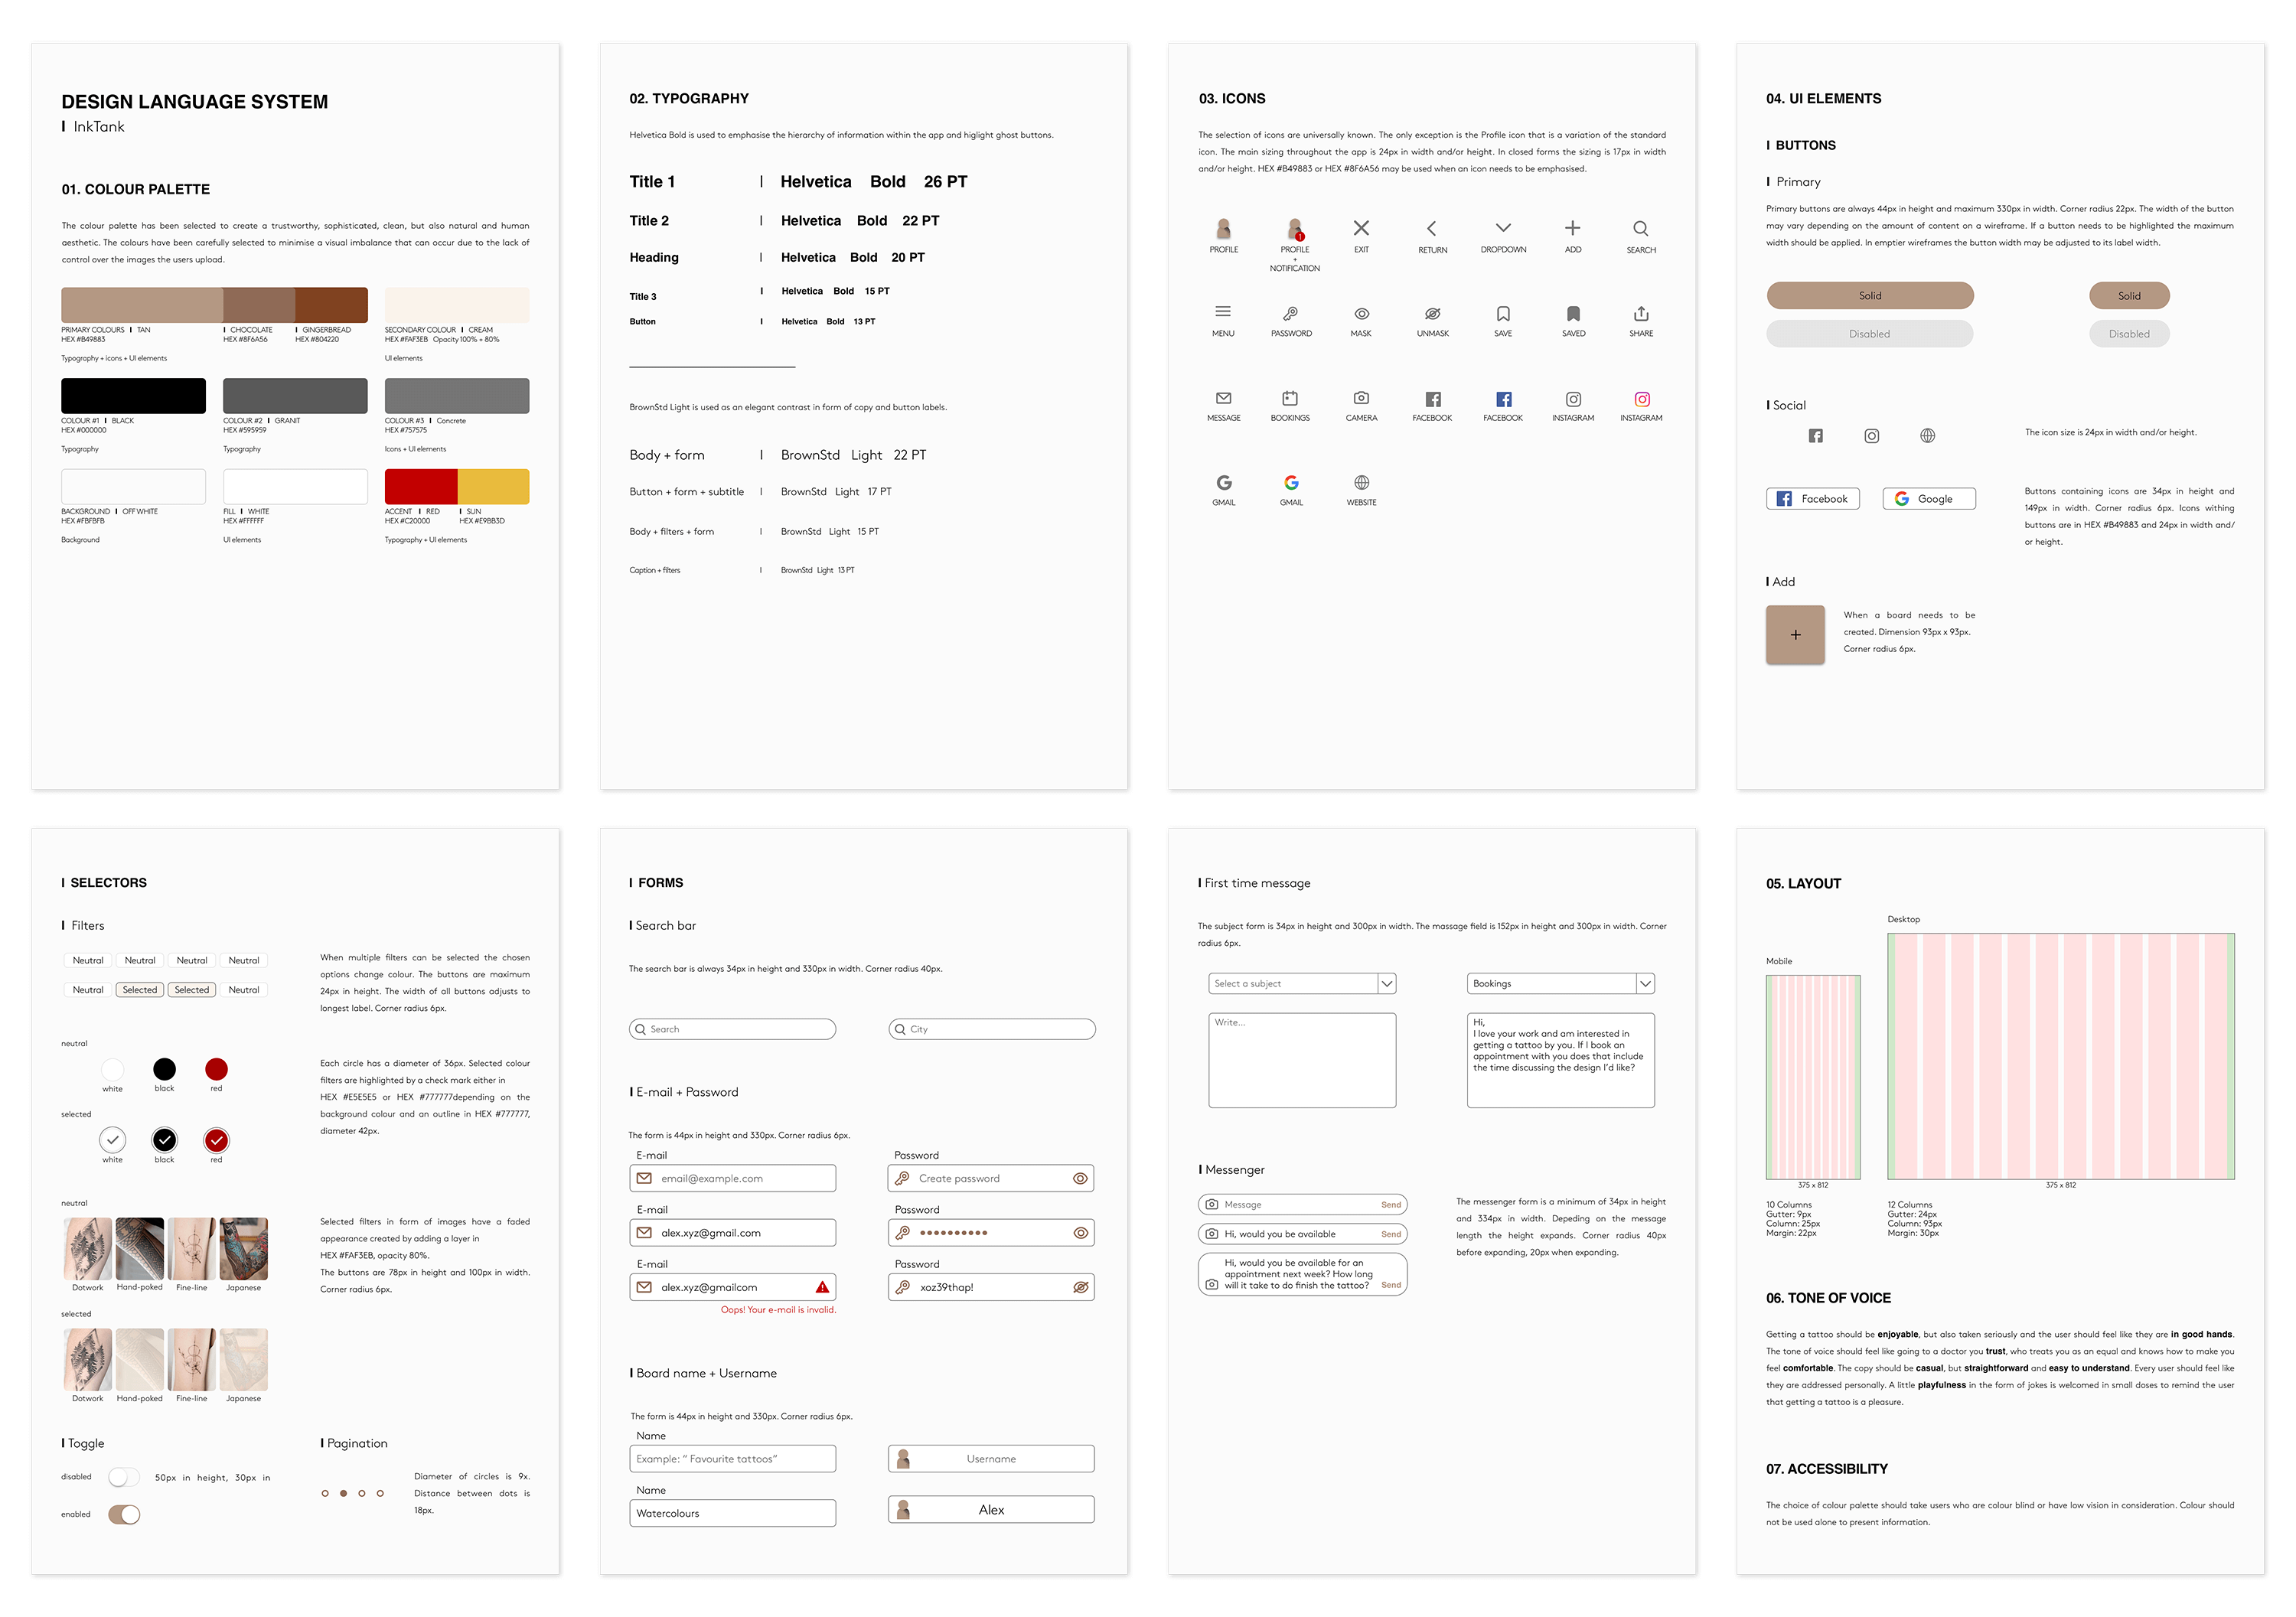 DESIGN LANGUAGE SYSTEM
I InkTank
01. COLOUR PALETTE
The colour palette has been selected to create a trustworthy, sophisticated, clean, but also natural and human
aesthetic. The colours have been carefully selected to minimise a visual imbalance that can occur due to the lack of
control over the images the users upload.
PRIMARY COLOURS I TAN
HEX #B49883
I CHOCOLATE
HEX #8F6A56
I GINGERBREAD
HEX #804220
SECONDARY COLOUR I CREAM
HEX #FAF3EB Opacity 100% + 80%
Typography + icons + UI elements
UI elements
COLOUR #1 I BLACK
HEX #000000
COLOUR #2 I GRANIT
HEX #595959
COLOUR #3 I Concrete
HEX #757575
Typography
Typography
Icons + UI elements
BACKGROUND I OFF WHITE
HEX #FBFBFB
FILL I WHITE
HEX #FFFFFF
ACCENT I RED
HEX #C20000
I SUN
HEX #E9BB3D
Background
UI elements
Typography + UI elements
02. TYPOGRAPHY
Helvetica Bold is used to emphasise the hierarchy of information within the app and higlight ghost buttons.
Title 1 I Helvetica Bold 26 PT
Title 2 I Helvetica Bold 22 PT
Heading I Helvetica Bold 20 PT
Title 3 I Helvetica Bold 15 PT
Button I Helvetica Bold 13 PT
BrownStd Light is used as an elegant contrast in form of copy and button labels.
Body + form I BrownStd Light 22 PT
Button + form + subtitle I BrownStd Light 17 PT
Body + filters + form I BrownStd Light 15 PT
Caption + filters I BrownStd Light 13 PT
03. ICONS
The selection of icons are universally known. The only exception is the Profile icon that is a variation of the standard
icon. The main sizing throughout the app is 24px in width and/or height. In closed forms the sizing is 17px in width
and/or height. HEX #B49883 or HEX #8F6A56 may be used when an icon needs to be emphasised.
1
PROFILE
PROFILE
+
NOTIFICATION
EXIT
RETURN
DROPDOWN
ADD
SEARCH
MENU
PASSWORD
MASK
UNMASK
SAVE
SAVED
SHARE
MESSAGE
BOOKINGS
CAMERA
FACEBOOK
FACEBOOK
INSTAGRAM
INSTAGRAM
GMAIL
GMAIL
WEBSITE
04. UI ELEMENTS
I BUTTONS
I Primary
Primary buttons are always 44px in height and maximum 330px in width. Corner radius 22px. The width of the button
may vary depending on the amount of content on a wireframe. If a button needs to be highlighted the maximum
width should be applied. In emptier wireframes the button width may be adjusted to its label width.
Solid
Solid
Disabled
Disabled
I Social
The icon size is 24px in width and/or height.
Facebook
Google
Buttons containing icons are 34px in height and
149px in width. Corner radius 6px. Icons withing
buttons are in HEX #B49883 and 24px in width and/
or height.
I Add
+
When a board needs to be
created. Dimension 93px x 93px.
Corner radius 6px.
I SELECTORS
I Filters
Neutral Neutral Neutral Neutral
Neutral Selected Selected Neutral
When multiple filters can be selected the chosen
options change colour. The buttons are maximum
24px in height. The width of all buttons adjusts to
longest label. Corner radius 6px.
neutral
white black red
selected
white black red
Each circle has a diameter of 36px. Selected colour
filters are highlighted by a check mark either in
HEX #E5E5E5 or HEX #777777depending on the
background colour and an outline in HEX #777777,
diameter 42px.
neutral
Dotwork Hand-poked Fine-line Japanese
selected
Dotwork Hand-poked Fine-line Japanese
Selected filters in form of images have a faded
appearance created by adding a layer in
HEX #FAF3EB, opacity 80%.
The buttons are 78px in height and 100px in width.
Corner radius 6px.
I Toggle
disabled
50px in height, 30px in
enabled
I Pagination
Diameter of circles is 9x.
Distance between dots is
18px.
I FORMS
I Search bar
The search bar is always 34px in height and 330px in width. Corner radius 40px.
Search
City
I E-mail + Password
The form is 44px in height and 330px. Corner radius 6px.
E-mail
email@example.com
Password
Create password
E-mail
alex.xyz@gmail.com
Password
E-mail
alex.xyz@gmailcom
Oops! Your e-mail is invalid.
Password
xoz39thap!
I Board name + Username
The form is 44px in height and 330px. Corner radius 6px.
Name
Example: “ Favourite tattoos”
Username
Name
Watercolours
Alex
I First time message
The subject form is 34px in height and 300px in width. The massage field is 152px in height and 300px in width. Corner
radius 6px.
Select a subject
Bookings
Write...
Hi,
I love your work and am interested in
getting a tattoo by you. If I book an
appointment with you does that include
the time discussing the design I'd like?
I Messenger
Message Send
Hi, would you be available Send
Hi, would you be available for an
appointment next week? How long
will it take to do finish the tattoo? Send
The messenger form is a minimum of 34px in height
and 334px in width. Depeding on the message
length the height expands. Corner radius 40px
before expanding, 20px when expanding.
05. LAYOUT
Desktop
Mobile
375 x 812
375 x 812
10 Columns
Gutter: 9px
Column: 25px
Margin: 22px
12 Columns
Gutter: 24px
Column: 93px
Margin: 30px
06. TONE OF VOICE
Getting a tattoo should be enjoyable, but also taken seriously and the user should feel like they are in good hands.
The tone of voice should feel like going to a doctor you trust, who treats you as an equal and knows how to make you
feel comfortable. The copy should be casual, but straightforward and easy to understand. Every user should feel like
they are addressed personally. A little playfulness in the form of jokes is welcomed in small doses to remind the user
that getting a tattoo is a pleasure.
07. ACCESSIBILITY
The choice of colour palette should take users who are colour blind or have low vision in consideration. Colour should
not be used alone to present information.